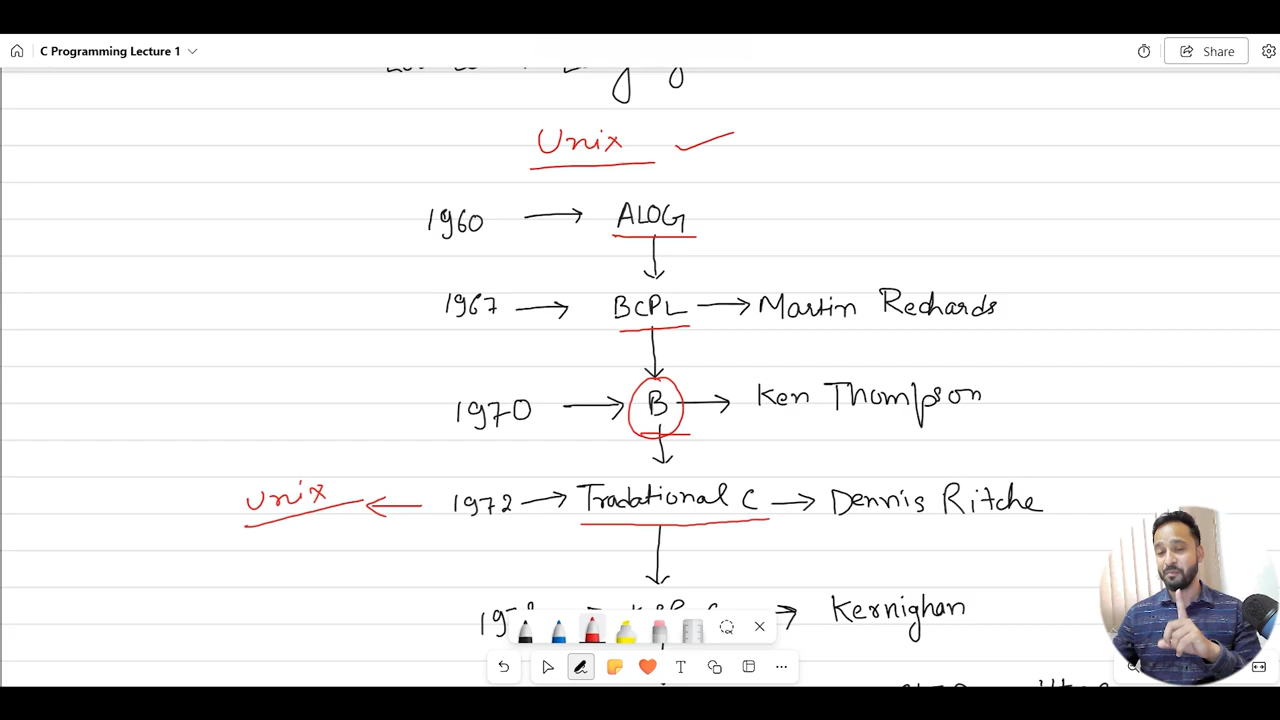 C Programming Lecture 1
Share
Unix
1960 → ALOG
1967 → BCPL → Martin Rechards
1970 → B → Ken Thompson
Unix ← 1972 → Tradational C → Dennis Ritche
Kernighan